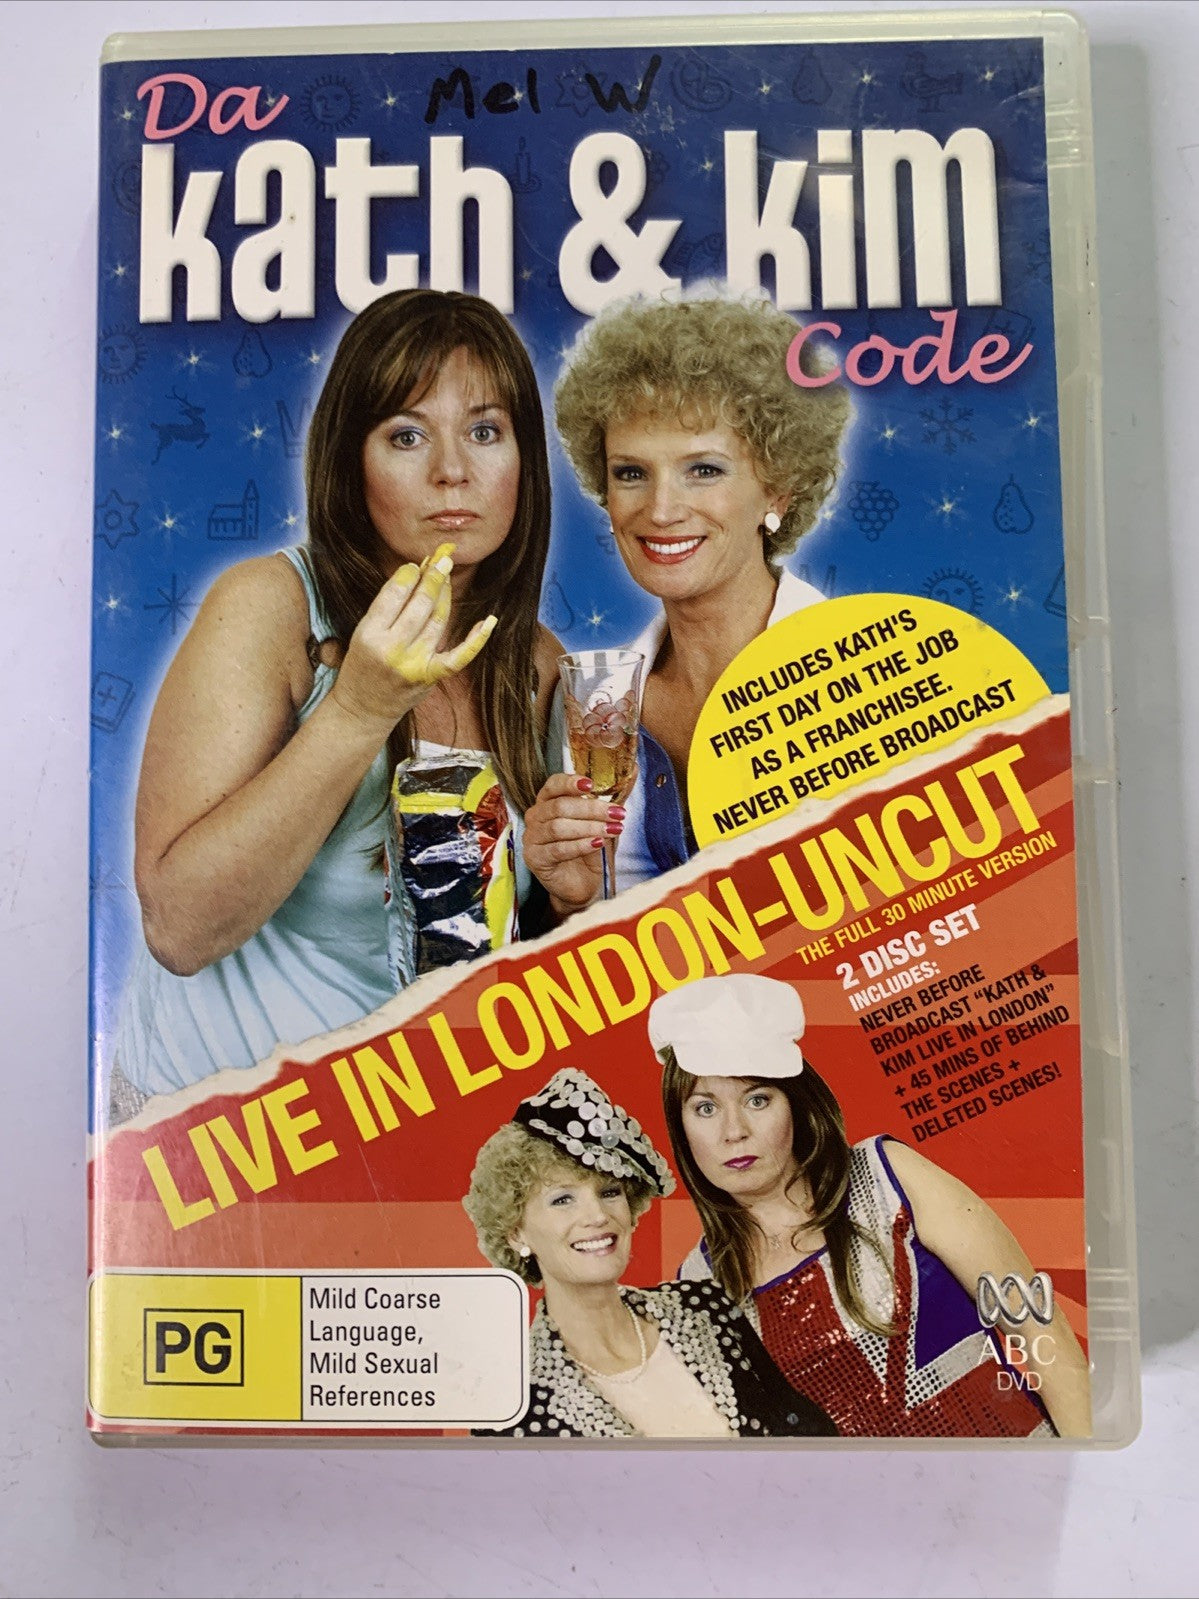 Mel W
Da
Kath & Kim
Code
INCLUDES KATH'S
FIRST DAY ON THE JOB
AS A FRANCHISEE.
NEVER BEFORE BROADCAST
LIVE IN LONDON-UNCUT
THE FULL 30 MINUTE VERSION
2 DISC SET
INCLUDES:
NEVER BEFORE
BROADCAST "KATH &
KIM LIVE IN LONDON"
+ 45 MINS OF BEHIND
THE SCENES +
DELETED SCENES!
PG
Mild Coarse
Language,
Mild Sexual
References
ABC
DVD